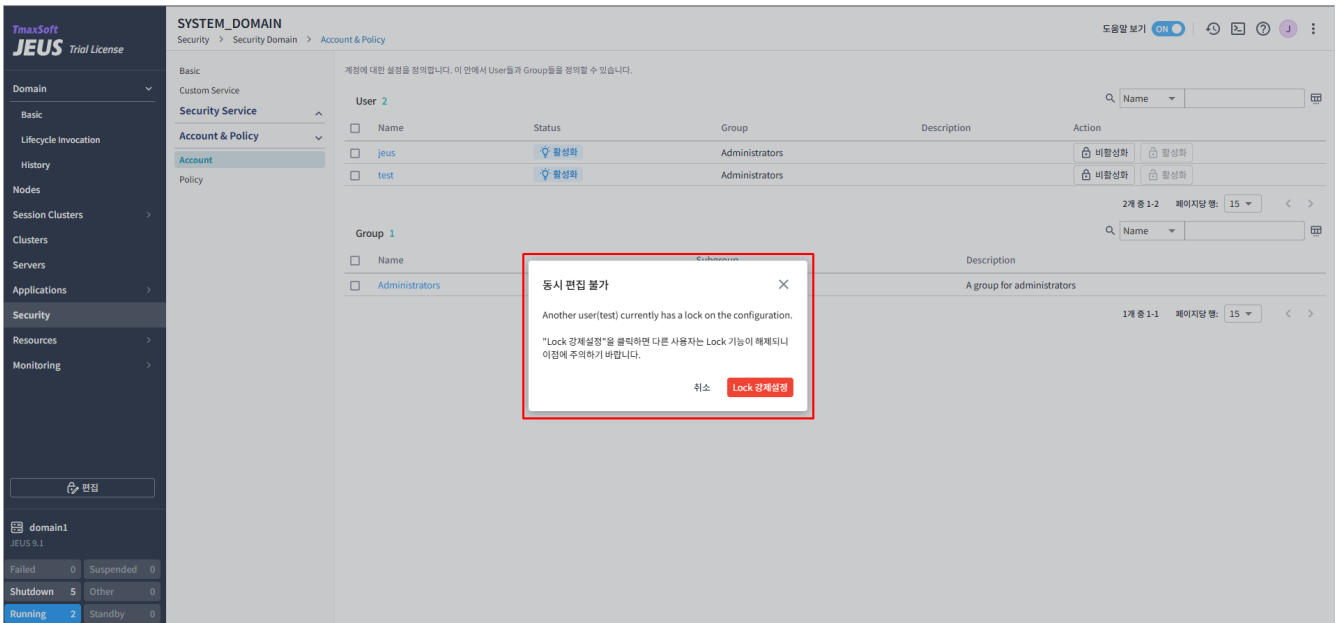 TmaxSoft
JEUS Trial License
Domain
Basic
Lifecycle Invocation
History
Nodes
Session Clusters
Clusters
Servers
Applications
Security
Resources
Monitoring
편집
domain1
JEUS 9.1
Failed 0 Suspended 0
Shutdown 5 Other 0
Running 2 Standby 0
SYSTEM_DOMAIN
Security > Security Domain > Account & Policy
도움말 보기 ON J
Basic
Custom Service
Security Service
Account & Policy
Account
Policy
계정에 대한 설정을 정의합니다. 이 안에서 User들과 Group들을 정의할 수 있습니다.
User 2
Name
Name Status Group Description Action
jeus 활성화 Administrators 비활성화 활성화
test 활성화 Administrators 비활성화 활성화
2개 중 1-2 페이지당 행: 15
Group 1
Name
Name Subgroup Description
Administrators A group for administrators
1개 중 1-1 페이지당 행: 15
동시 편집 불가
Another user(test) currently has a lock on the configuration.
"Lock 강제설정"을 클릭하면 다른 사용자는 Lock 기능이 해제되니
이점에 주의하기 바랍니다.
취소 Lock 강제설정